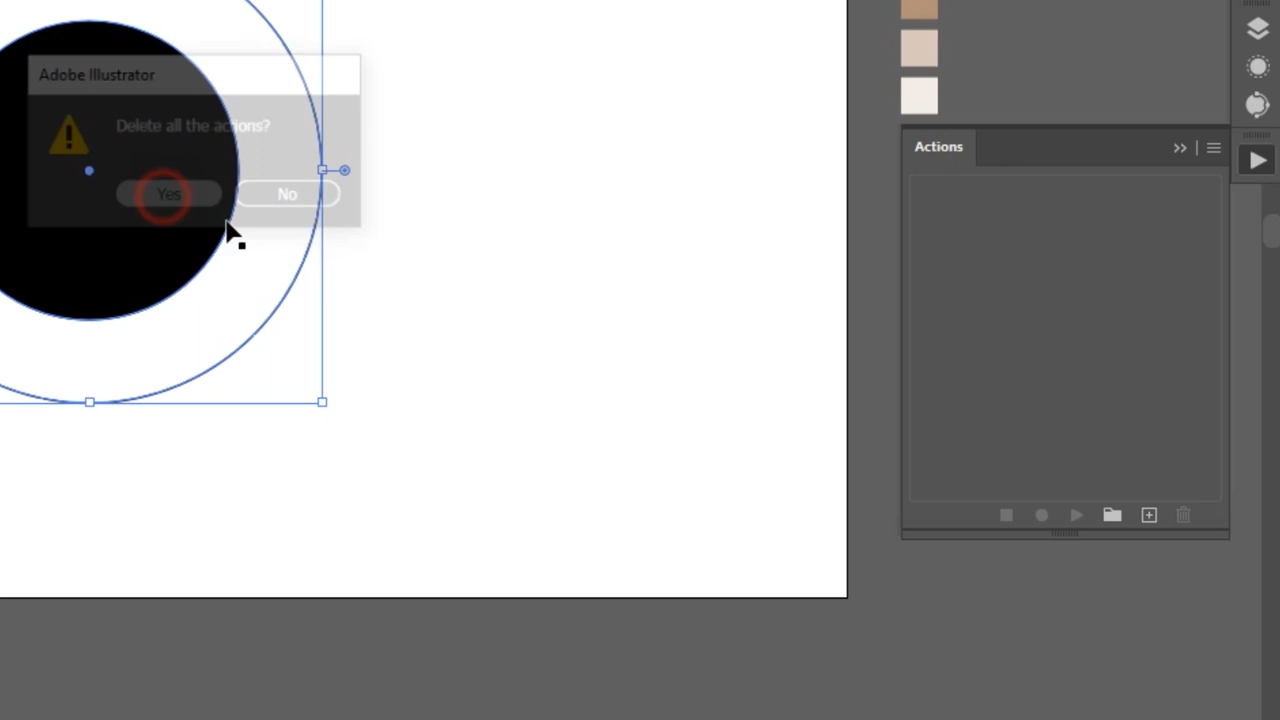 Adobe Illustrator
Delete all the actions?
Yes
No
Actions